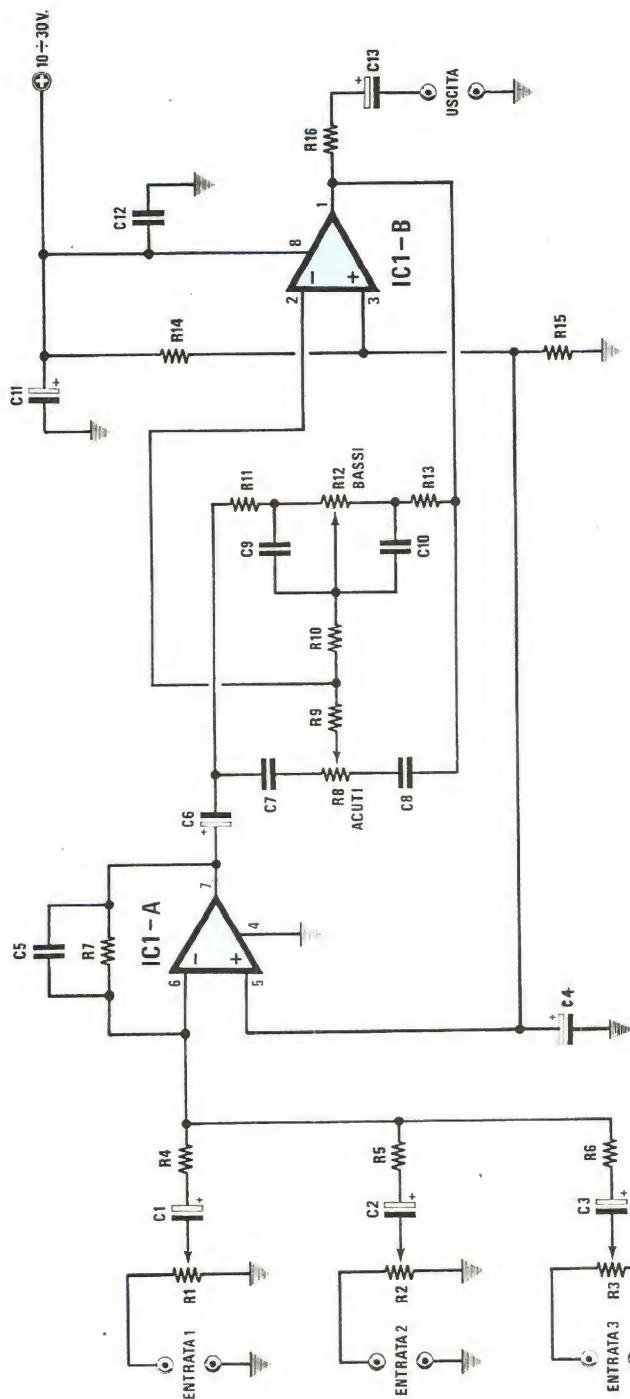 ENTRATA 1
R1
C1
+
R4
ENTRATA 2
R2
C2
+
R5
ENTRATA 3
R3
C3
+
R6
C5
R7
6
5
−
+
IC1-A
7
4
C4
+
C6
+
C7
R8
ACUTI
C8
R9
R10
C9
C10
R11
R12
BASSI
R13
C11
+
R14
C12
10÷30V.
2
3
−
+
8
1
IC1-B
R15
R16
C13
+
USCITA